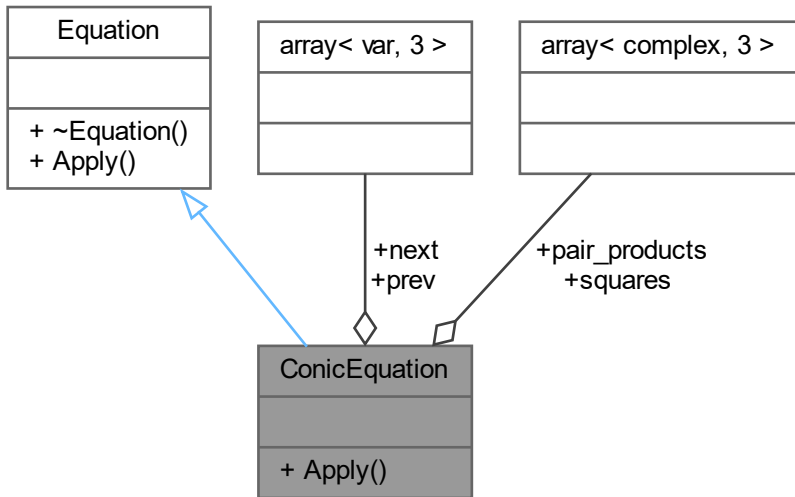 Equation
+ ~Equation()
+ Apply()
array< var, 3 >
array< complex, 3 >
+next
+prev
+pair_products
+squares
ConicEquation
+ Apply()